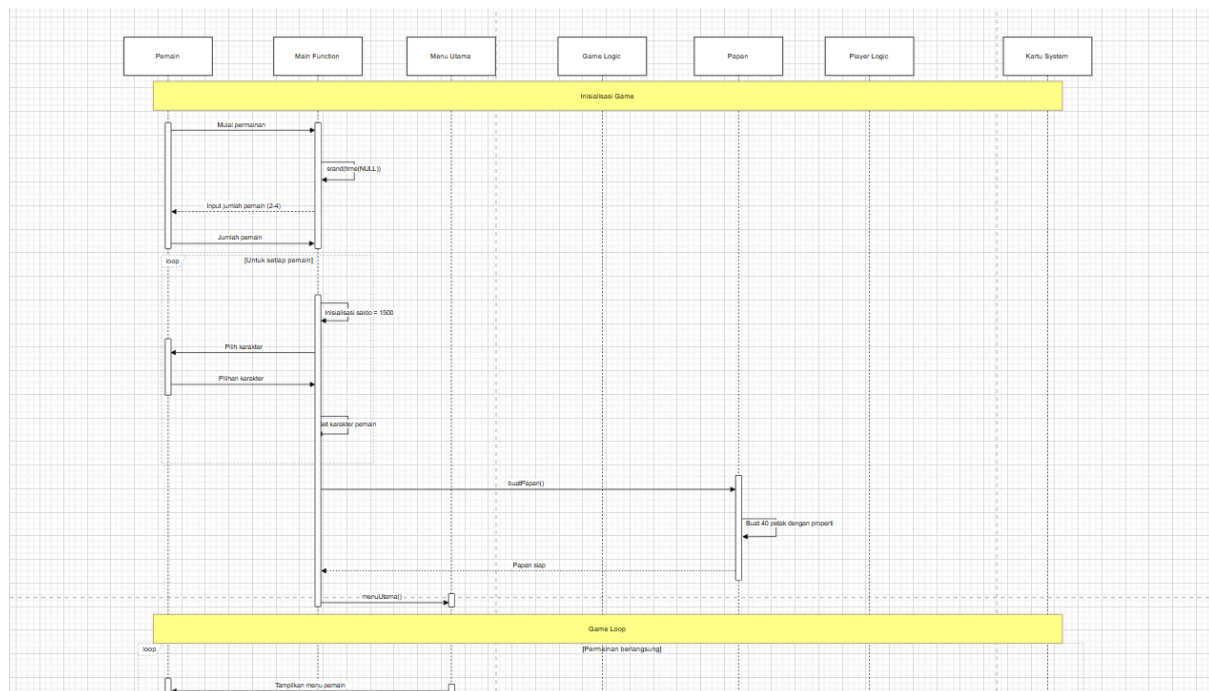 Pemain
Main Function
Menu Utama
Game Logic
Papan
Player Logic
Kartu System
Inisialisasi Game
Mulai permainan
srand(time(NULL))
Input jumlah pemain (2-4)
Jumlah pemain
loop
[Untuk setiap pemain]
Inisialisasi saldo = 1500
Pilih karakter
Pilihan karakter
Set karakter pemain
buatPapan()
Buat 40 petak dengan properti
Papan siap
menuUtama()
Game Loop
loop
[Permainan berlangsung]
Tampilkan menu pemain